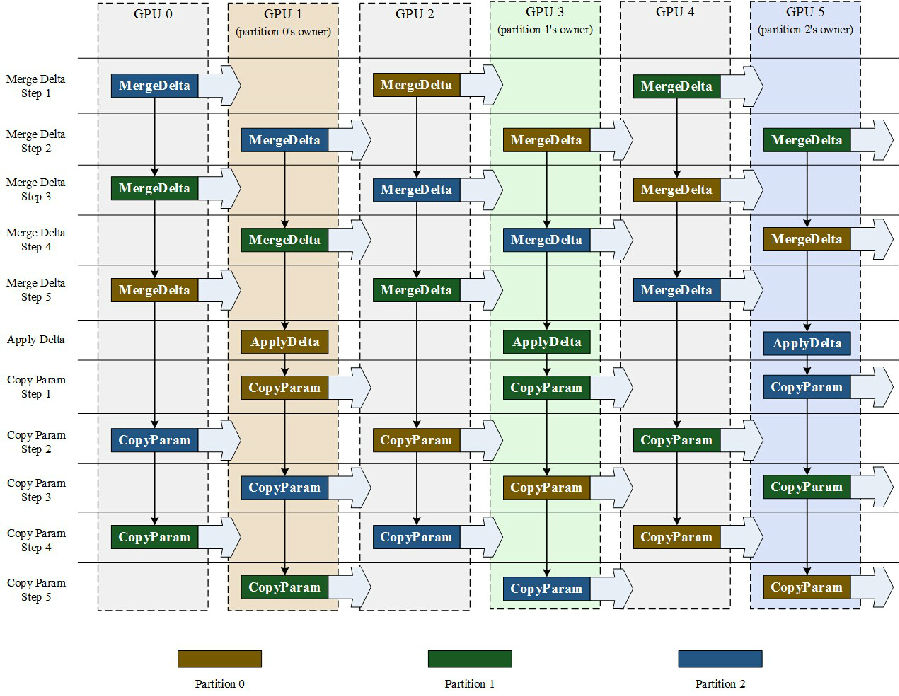 GPU 0
GPU 1
(partition 0's owner)
GPU 2
GPU 3
(partition 1's owner)
GPU 4
GPU 5
(partition 2's owner)
Merge Delta
Step 1
MergeDelta
MergeDelta
MergeDelta
Merge Delta
Step 2
MergeDelta
MergeDelta
MergeDelta
Merge Delta
Step 3
MergeDelta
MergeDelta
MergeDelta
Merge Delta
Step 4
MergeDelta
MergeDelta
MergeDelta
Merge Delta
Step 5
MergeDelta
MergeDelta
MergeDelta
Apply Delta
ApplyDelta
ApplyDelta
ApplyDelta
Copy Param
Step 1
CopyParam
CopyParam
CopyParam
Copy Param
Step 2
CopyParam
CopyParam
CopyParam
Copy Param
Step 3
CopyParam
CopyParam
CopyParam
Copy Param
Step 4
CopyParam
CopyParam
CopyParam
Copy Param
Step 5
CopyParam
CopyParam
CopyParam
Partition 0
Partition 1
Partition 2